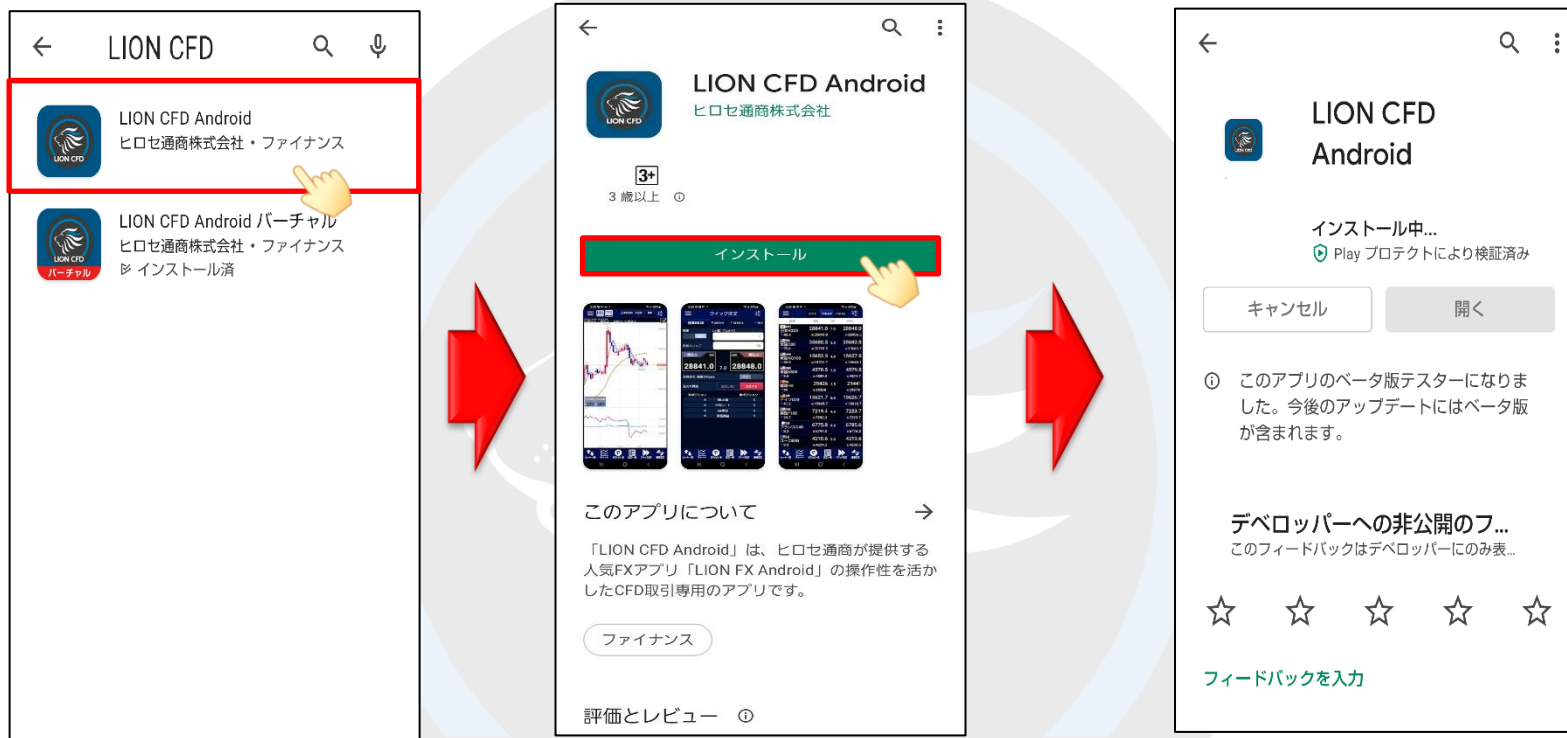 LION CFD
LION CFD Android
ヒロセ通商株式会社・ファイナンス
LION CFD
LION CFD Android バーチャル
ヒロセ通商株式会社・ファイナンス
インストール済
LION CFD
バーチャル
LION CFD Android
ヒロセ通商株式会社
LION CFD
3+
3 歳以上
インストール
28841.0 7.0 28848.0
このアプリについて
「LION CFD Android」は、ヒロセ通商が提供する
人気FXアプリ「LION FX Android」の操作性を活か
したCFD取引専用のアプリです。
ファイナンス
評価とレビュー
LION CFD
Android
インストール中...
Play プロテクトにより検証済み
キャンセル
開く
このアプリのベータ版テスターになりま
した。今後のアップデートにはベータ版
が含まれます。
デベロッパーへの非公開のフ...
このフィードバックはデベロッパーにのみ表...
フィードバックを入力